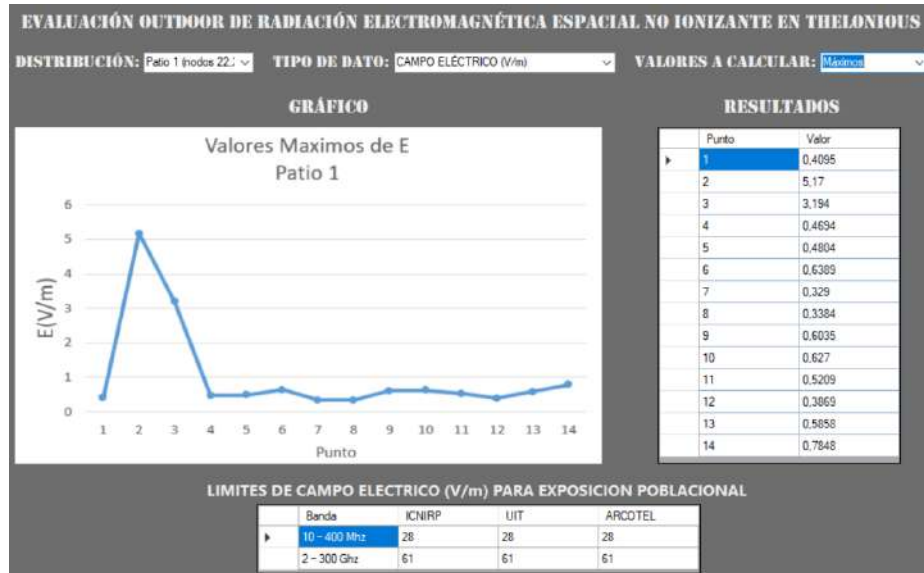 EVALUACIÓN OUTDOOR DE RADIACIÓN ELECTROMAGNÉTICA ESPACIAL NO IONIZANTE EN THELONIOUS
DISTRIBUCIÓN: Patio 1 (nodos 22.: TIPO DE DATO: CAMPO ELÉCTRICO (V/m) VALORES A CALCULAR: Máximos
GRÁFICO
Valores Maximos de E
Patio 1
6
5
4
3
2
1
0
E(V/m)
1 2 3 4 5 6 7 8 9 10 11 12 13 14
Punto
RESULTADOS
Punto Valor
1 0,4095
2 5,17
3 3,194
4 0,4694
5 0,4804
6 0,6389
7 0,329
8 0,3384
9 0,6035
10 0,627
11 0,5209
12 0,3869
13 0,5858
14 0,7848
LIMITES DE CAMPO ELECTRICO (V/m) PARA EXPOSICION POBLACIONAL
Banda ICNIRP UIT ARCOTEL
10 – 400 Mhz 28 28 28
2 – 300 Ghz 61 61 61